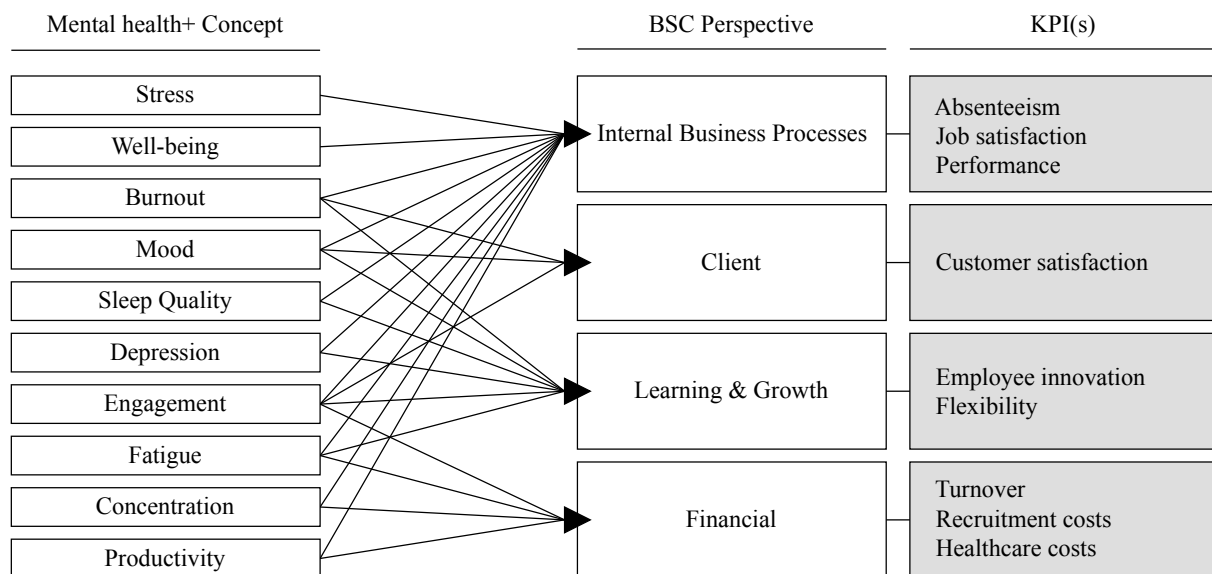 Mental health+ Concept
BSC Perspective
KPI(s)
Stress
Well-being
Burnout
Mood
Sleep Quality
Depression
Engagement
Fatigue
Concentration
Productivity
Internal Business Processes
Client
Learning & Growth
Financial
Absenteeism
Job satisfaction
Performance
Customer satisfaction
Employee innovation
Flexibility
Turnover
Recruitment costs
Healthcare costs